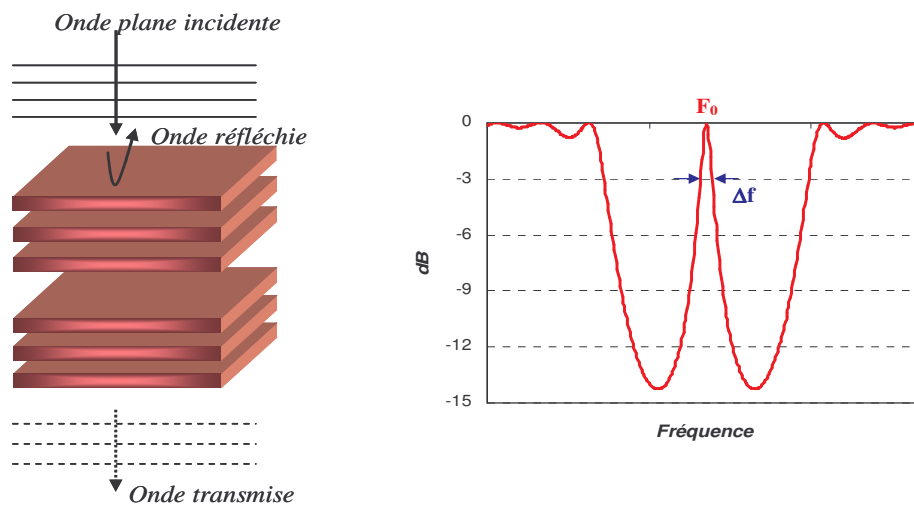 Onde plane incidente
Onde réfléchie
Onde transmise
F₀
0
-3
Δf
-6
dB
-9
-12
-15
Fréquence